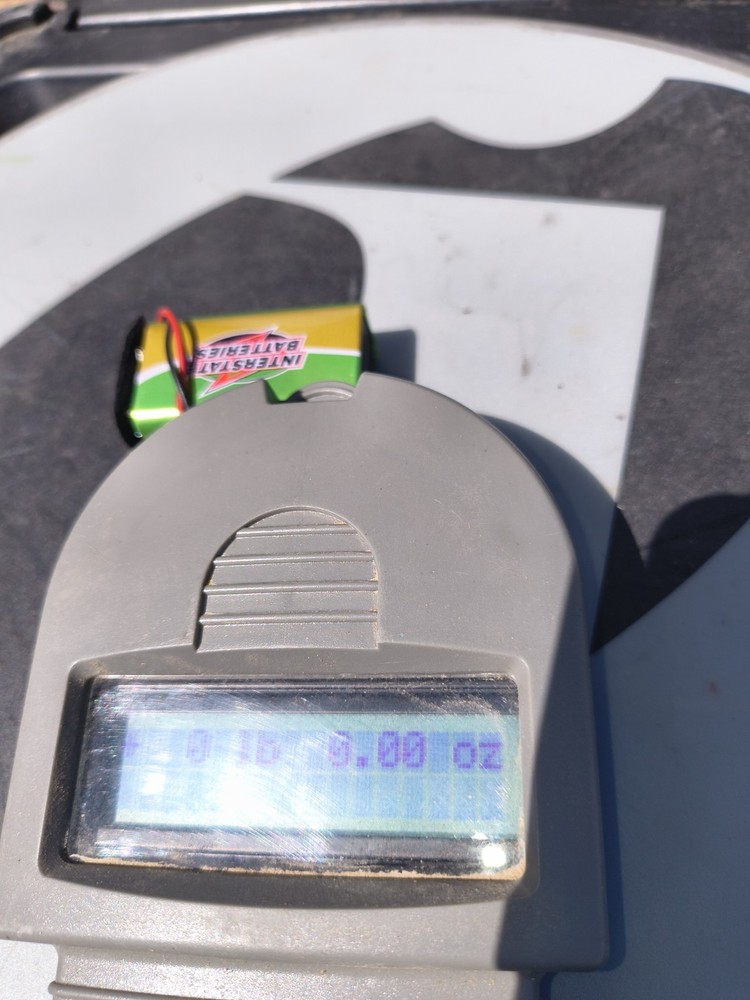 INTERSTATE
BATTERIES
0 lb 0.00 oz